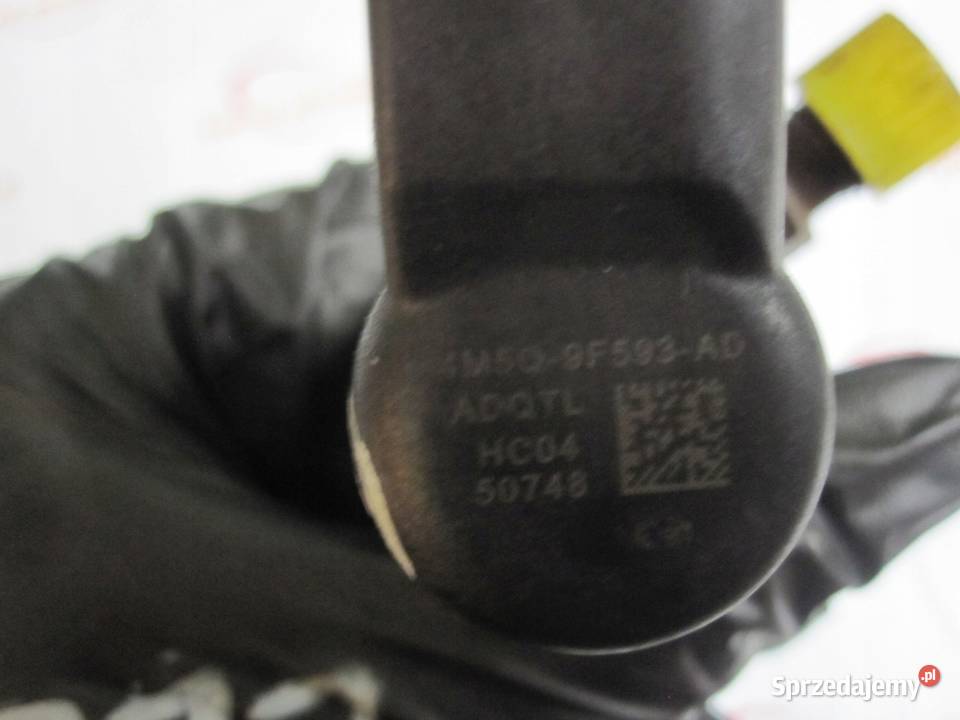 4M5Q-9F593-AD
ADQTL
HC04
50748
Sprzedajemy.pl